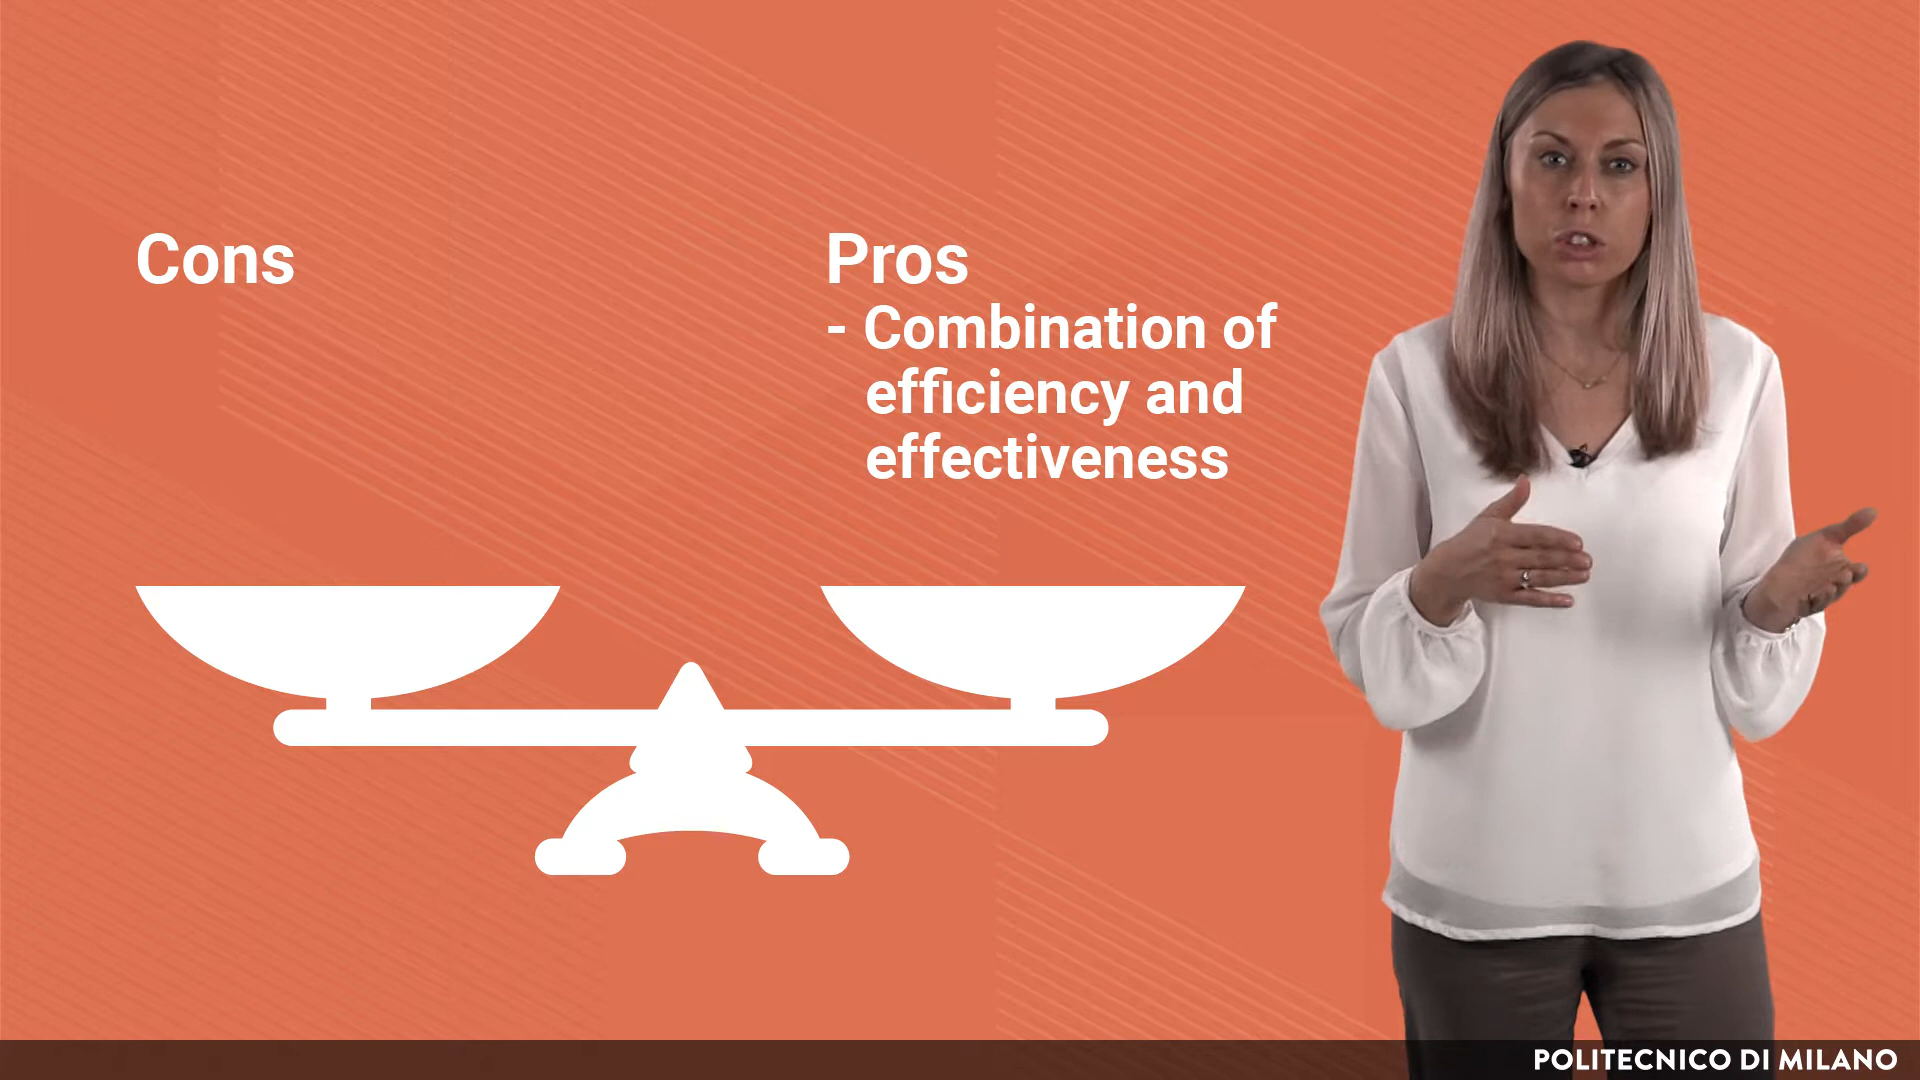 Cons
Pros
- Combination of
efficiency and
effectiveness
POLITECNICO DI MILANO